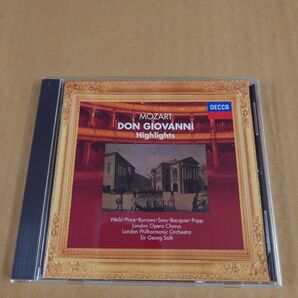 DECCA
MOZART
DON GIOVANNI
Highlights
Weikl·Price·Burrows·Sass·Bacquier·Popp
London Opera Chorus
London Philharmonic Orchestra
Sir Georg Solti